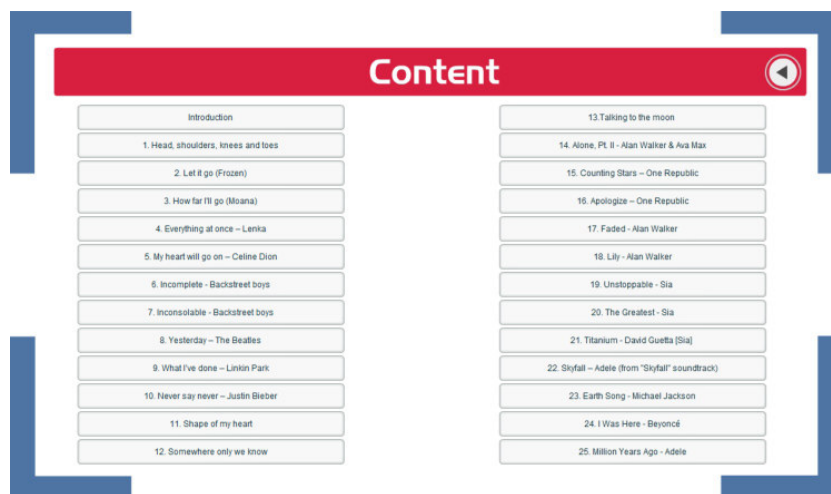 Content
Introduction
1. Head, shoulders, knees and toes
2. Let it go (Frozen)
3. How far I'll go (Moana)
4. Everything at once – Lenka
5. My heart will go on – Celine Dion
6. Incomplete - Backstreet boys
7. Inconsolable - Backstreet boys
8. Yesterday – The Beatles
9. What I've done – Linkin Park
10. Never say never – Justin Bieber
11. Shape of my heart
12. Somewhere only we know
13.Talking to the moon
14. Alone, Pt. II - Alan Walker & Ava Max
15. Counting Stars – One Republic
16. Apologize – One Republic
17. Faded - Alan Walker
18. Lily - Alan Walker
19. Unstoppable - Sia
20. The Greatest - Sia
21. Titanium - David Guetta [Sia]
22. Skyfall – Adele (from "Skyfall" soundtrack)
23. Earth Song - Michael Jackson
24. I Was Here - Beyoncé
25. Million Years Ago - Adele